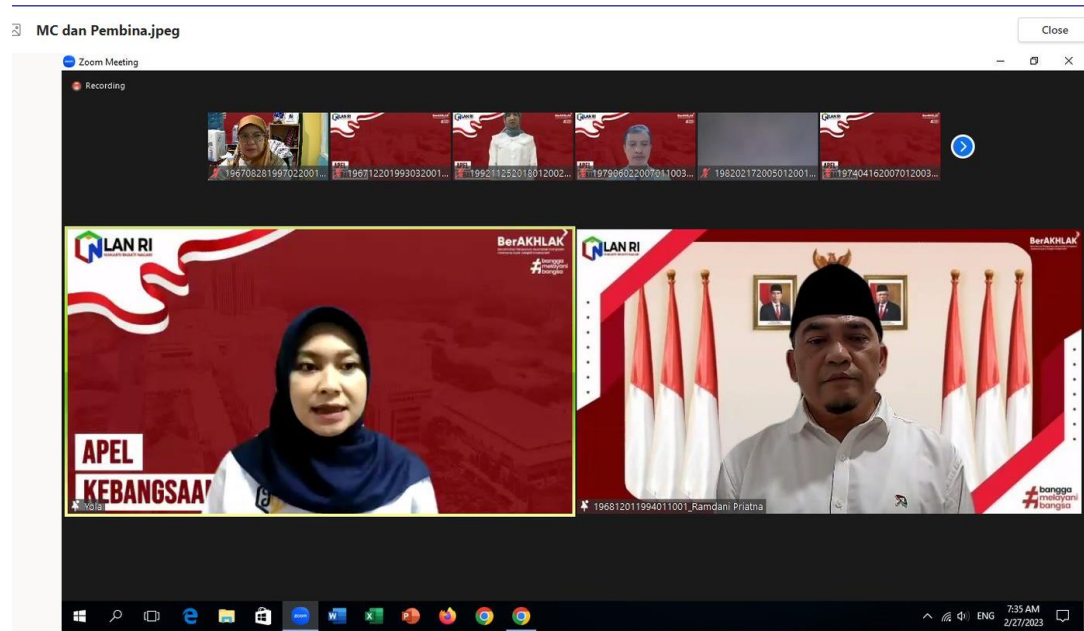 MC dan Pembina.jpeg
Close
Zoom Meeting
Recording
196708281997022001...
196712201993032001...
199211252018012002...
197906022007011003...
198202172005012001...
197404162007012003...
LAN RI
BerAKHLAK
#bangga
melayani
bangsa
APEL
KEBANGSAA
Yola
LAN RI
BerAKHLAK
196812011994011001_Ramdani Priatna
#bangga
melayani
bangsa
ENG
7:35 AM
2/27/2023